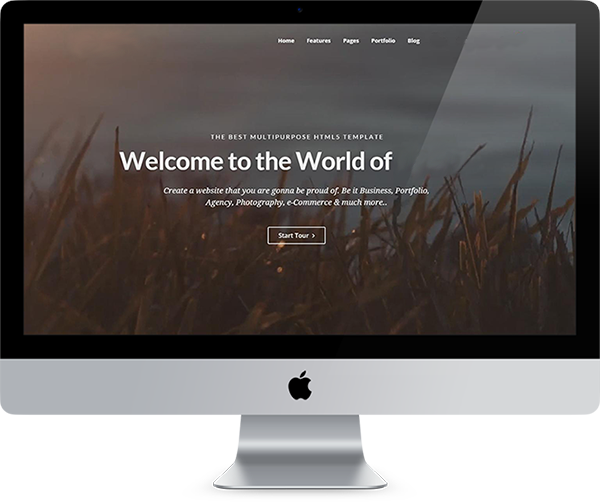 Home Features Pages Portfolio Blog
THE BEST MULTIPURPOSE HTML5 TEMPLATE
Welcome to the World of
Create a website that you are gonna be proud of. Be it Business, Portfolio,
Agency, Photography, e-Commerce & much more..
Start Tour >